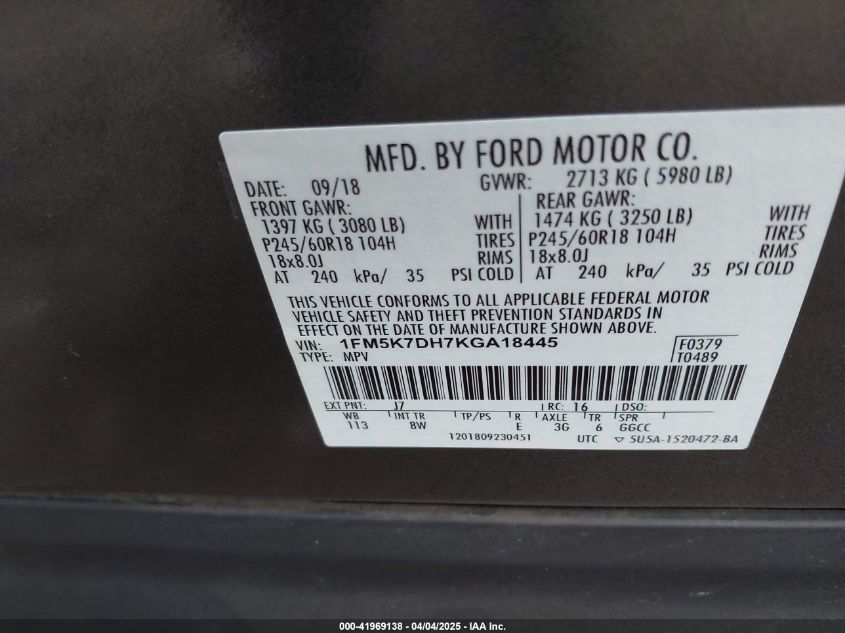 MFD. BY FORD MOTOR CO.
DATE: 09/18 GVWR: 2713 KG ( 5980 LB)
FRONT GAWR: REAR GAWR:
1397 KG ( 3080 LB) WITH 1474 KG ( 3250 LB) WITH
P245/60R18 104H TIRES P245/60R18 104H TIRES
18x8.0J RIMS 18x8.0J RIMS
AT 240 kPa/ 35 PSI COLD AT 240 kPa/ 35 PSI COLD
THIS VEHICLE CONFORMS TO ALL APPLICABLE FEDERAL MOTOR
VEHICLE SAFETY AND THEFT PREVENTION STANDARDS IN
EFFECT ON THE DATE OF MANUFACTURE SHOWN ABOVE.
VIN: 1FM5K7DH7KGA18445 F0379
TYPE: MPV T0489
EXT PNT: J7 RC: 16 DSO:
WB INT TR TP/PS R AXLE TR SPR
113 8W E 3G 6 GGCC
1201809230451 UTC ▽ 5U5A-1520472-BA
000-41969138 - 04/04/2025 - IAA Inc.